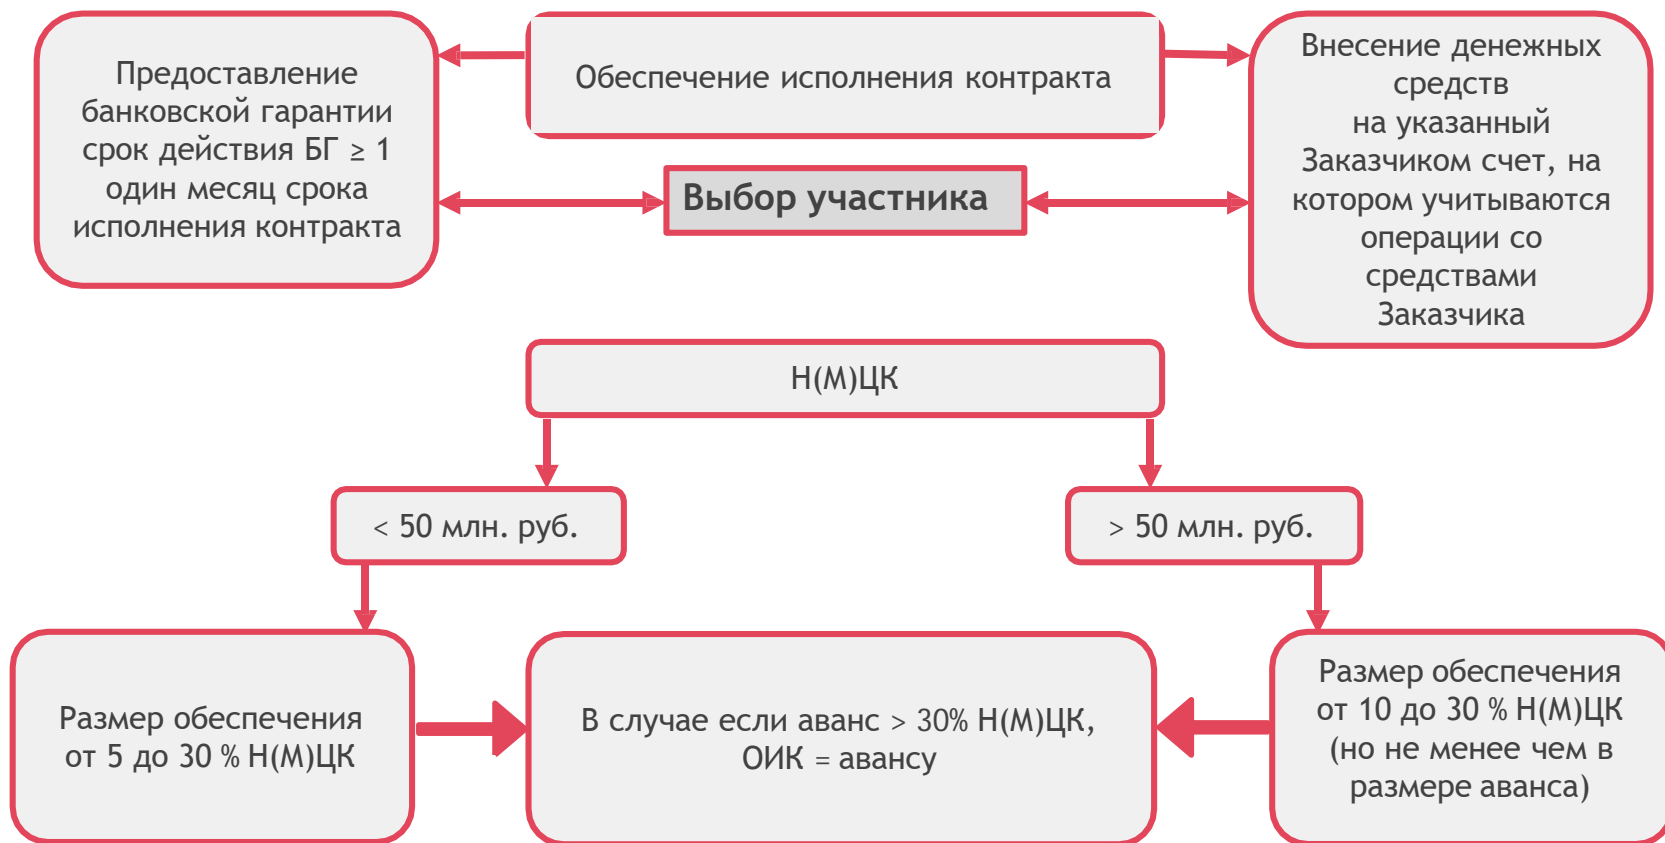 Предоставление
банковской гарантии
срок действия БГ ≥ 1
один месяц срока
исполнения контракта
Обеспечение исполнения контракта
Выбор участника
Внесение денежных
средств
на указанный
Заказчиком счет, на
котором учитываются
операции со
средствами
Заказчика
Н(М)ЦК
< 50 млн. руб.
> 50 млн. руб.
Размер обеспечения
от 5 до 30 % Н(М)ЦК
В случае если аванс > 30% Н(М)ЦК,
ОИК = авансу
Размер обеспечения
от 10 до 30 % Н(М)ЦК
(но не менее чем в
размере аванса)